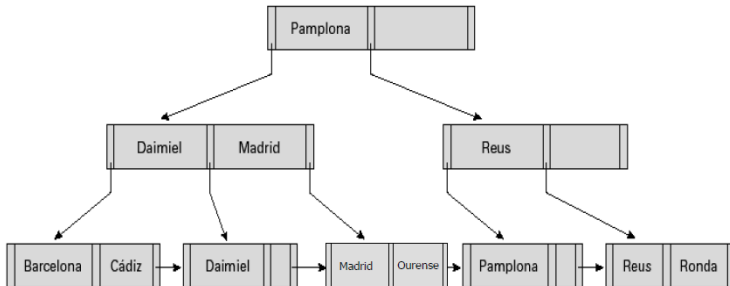 Pamplona
Daimiel Madrid
Reus
Barcelona Cádiz
Daimiel
Madrid Ourense
Pamplona
Reus Ronda